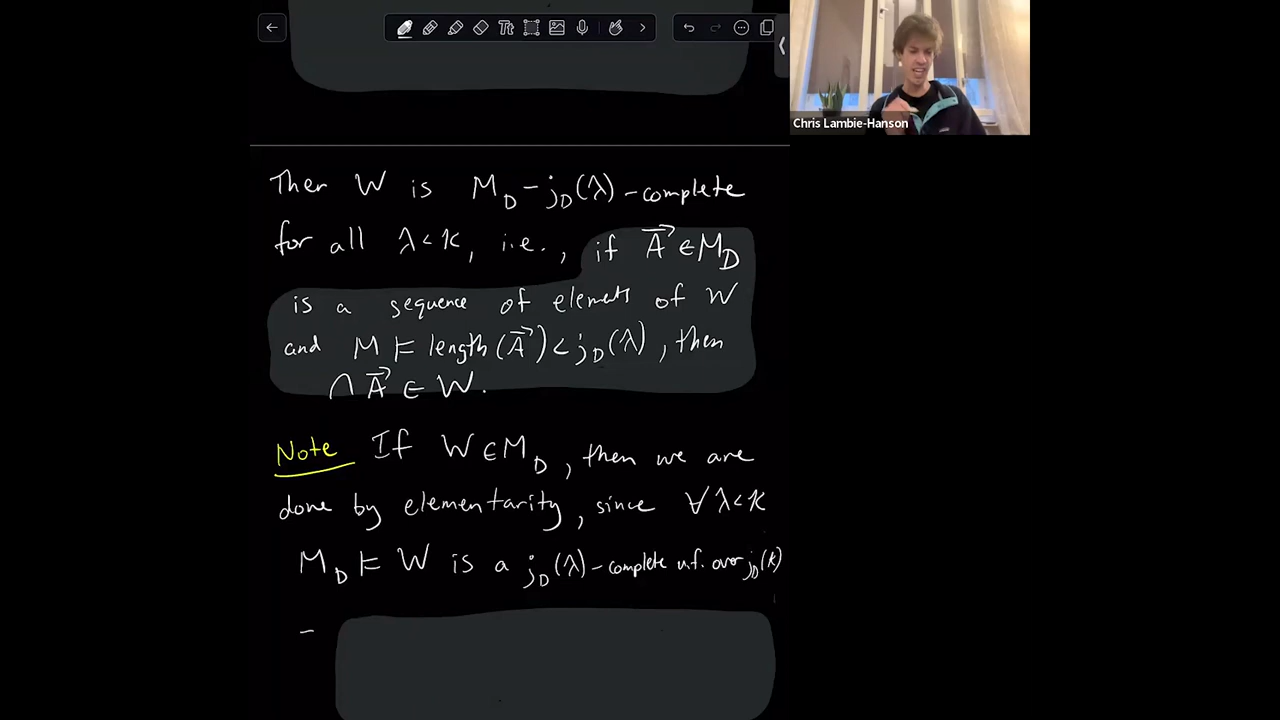 Tt
Chris Lambie-Hanson
Then W is M_D - j_D(λ) - complete
for all λ < κ, i.e., if A⃗ ∈ M_D
is a sequence of elements of W
and M ⊨ length(A⃗) < j_D(λ), then
∩ A⃗ ∈ W.
Note If W ∈ M_D, then we are
done by elementarity, since ∀ λ < κ
M_D ⊨ W is a j_D(λ) - complete u.f. over j_D(κ)